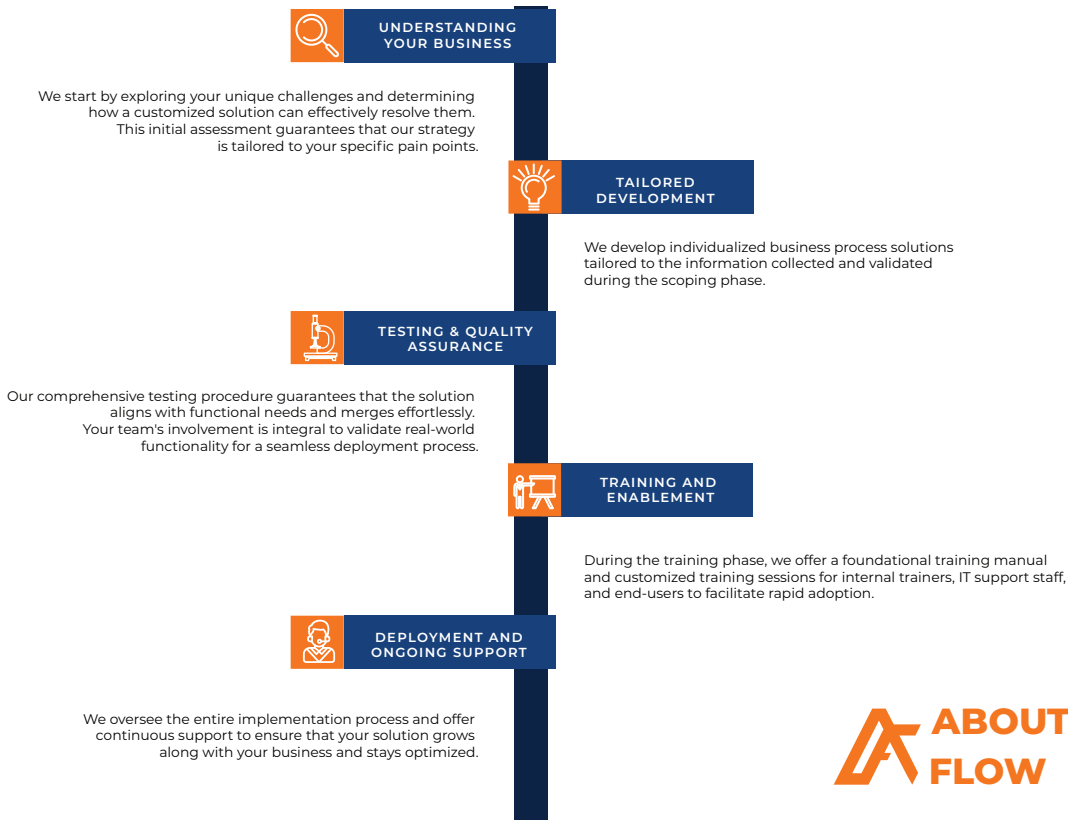 UNDERSTANDING
YOUR BUSINESS
We start by exploring your unique challenges and determining
how a customized solution can effectively resolve them.
This initial assessment guarantees that our strategy
is tailored to your specific pain points.
TAILORED
DEVELOPMENT
We develop individualized business process solutions
tailored to the information collected and validated
during the scoping phase.
TESTING & QUALITY
ASSURANCE
Our comprehensive testing procedure guarantees that the solution
aligns with functional needs and merges effortlessly.
Your team's involvement is integral to validate real-world
functionality for a seamless deployment process.
TRAINING AND
ENABLEMENT
During the training phase, we offer a foundational training manual
and customized training sessions for internal trainers, IT support staff,
and end-users to facilitate rapid adoption.
DEPLOYMENT AND
ONGOING SUPPORT
We oversee the entire implementation process and offer
continuous support to ensure that your solution grows
along with your business and stays optimized.
ABOUT
FLOW